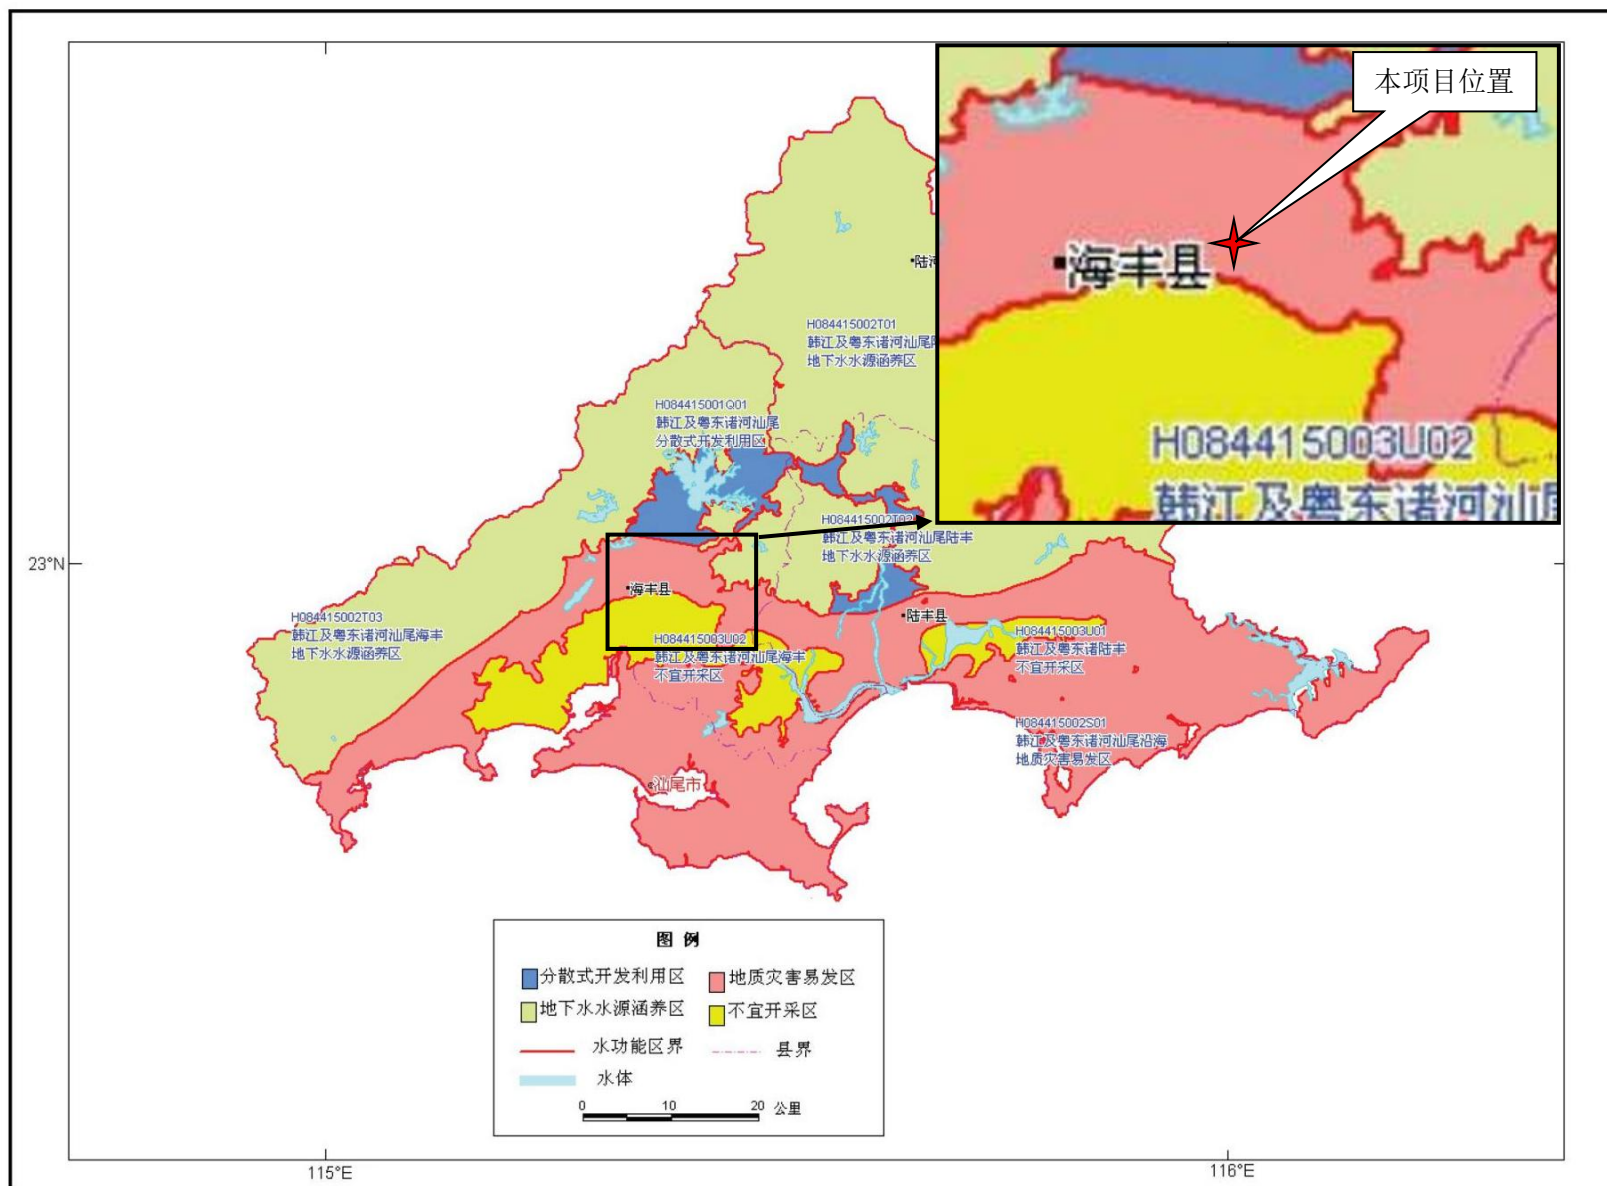 本项目位置
海丰县
H084415003U02
韩江及粤东诸河汕尾
·陆河
H084415002T01
韩江及粤东诸河汕尾陆
地下水水源涵养区
H084415001Q01
韩江及粤东诸河汕尾
分散式开发利用区
H084415002T02
韩江及粤东诸河汕尾陆丰
地下水水源涵养区
23°N
海丰县
陆丰县
H084415002T03
韩江及粤东诸河汕尾海丰
地下水水源涵养区
H084415003U02
韩江及粤东诸河汕尾海丰
不宜开采区
H084415003U01
韩江及粤东诸陆丰
不宜开采区
H084415002S01
韩江及粤东诸河汕尾沿海
地质灾害易发区
汕尾市
图 例
分散式开发利用区
地质灾害易发区
地下水水源涵养区
不宜开采区
水功能区界
县界
水体
0 10 20 公里
115°E
116°E